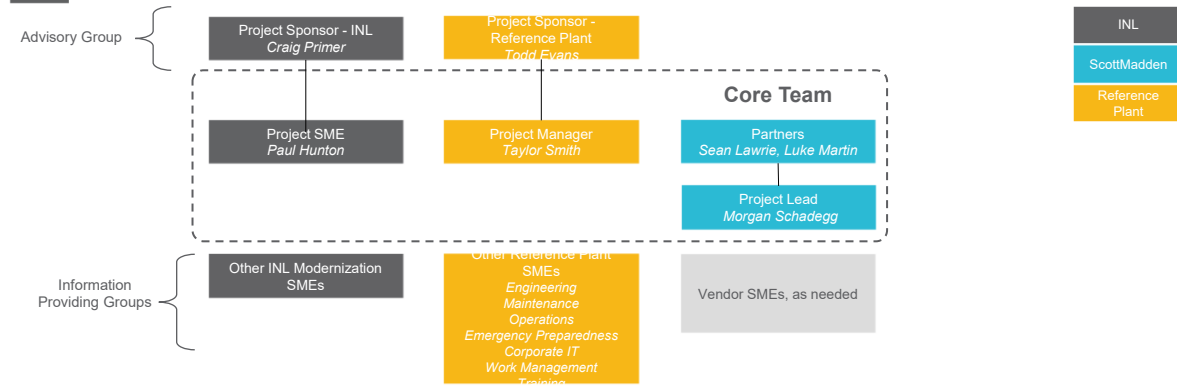 Advisory Group
Project Sponsor - INL
Craig Primer
Project Sponsor -
Reference Plant
Todd Evans
INL
ScottMadden
Reference
Plant
Core Team
Project SME
Paul Hunton
Project Manager
Taylor Smith
Partners
Sean Lawrie, Luke Martin
Project Lead
Morgan Schadegg
Information
Providing Groups
Other INL Modernization
SMEs
Other Reference Plant
SMEs
Engineering
Maintenance
Operations
Emergency Preparedness
Corporate IT
Work Management
Training
Vendor SMEs, as needed